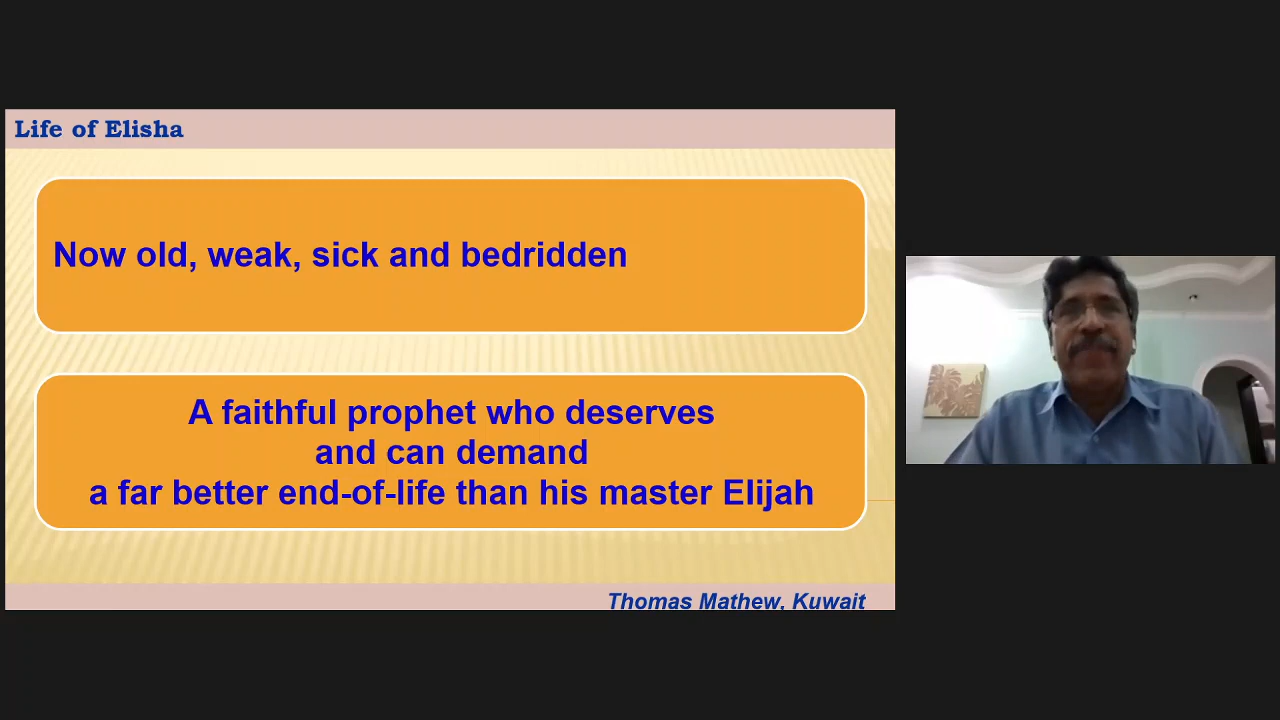 Life of Elisha
Now old, weak, sick and bedridden
A faithful prophet who deserves
and can demand
a far better end-of-life than his master Elijah
Thomas Mathew, Kuwait